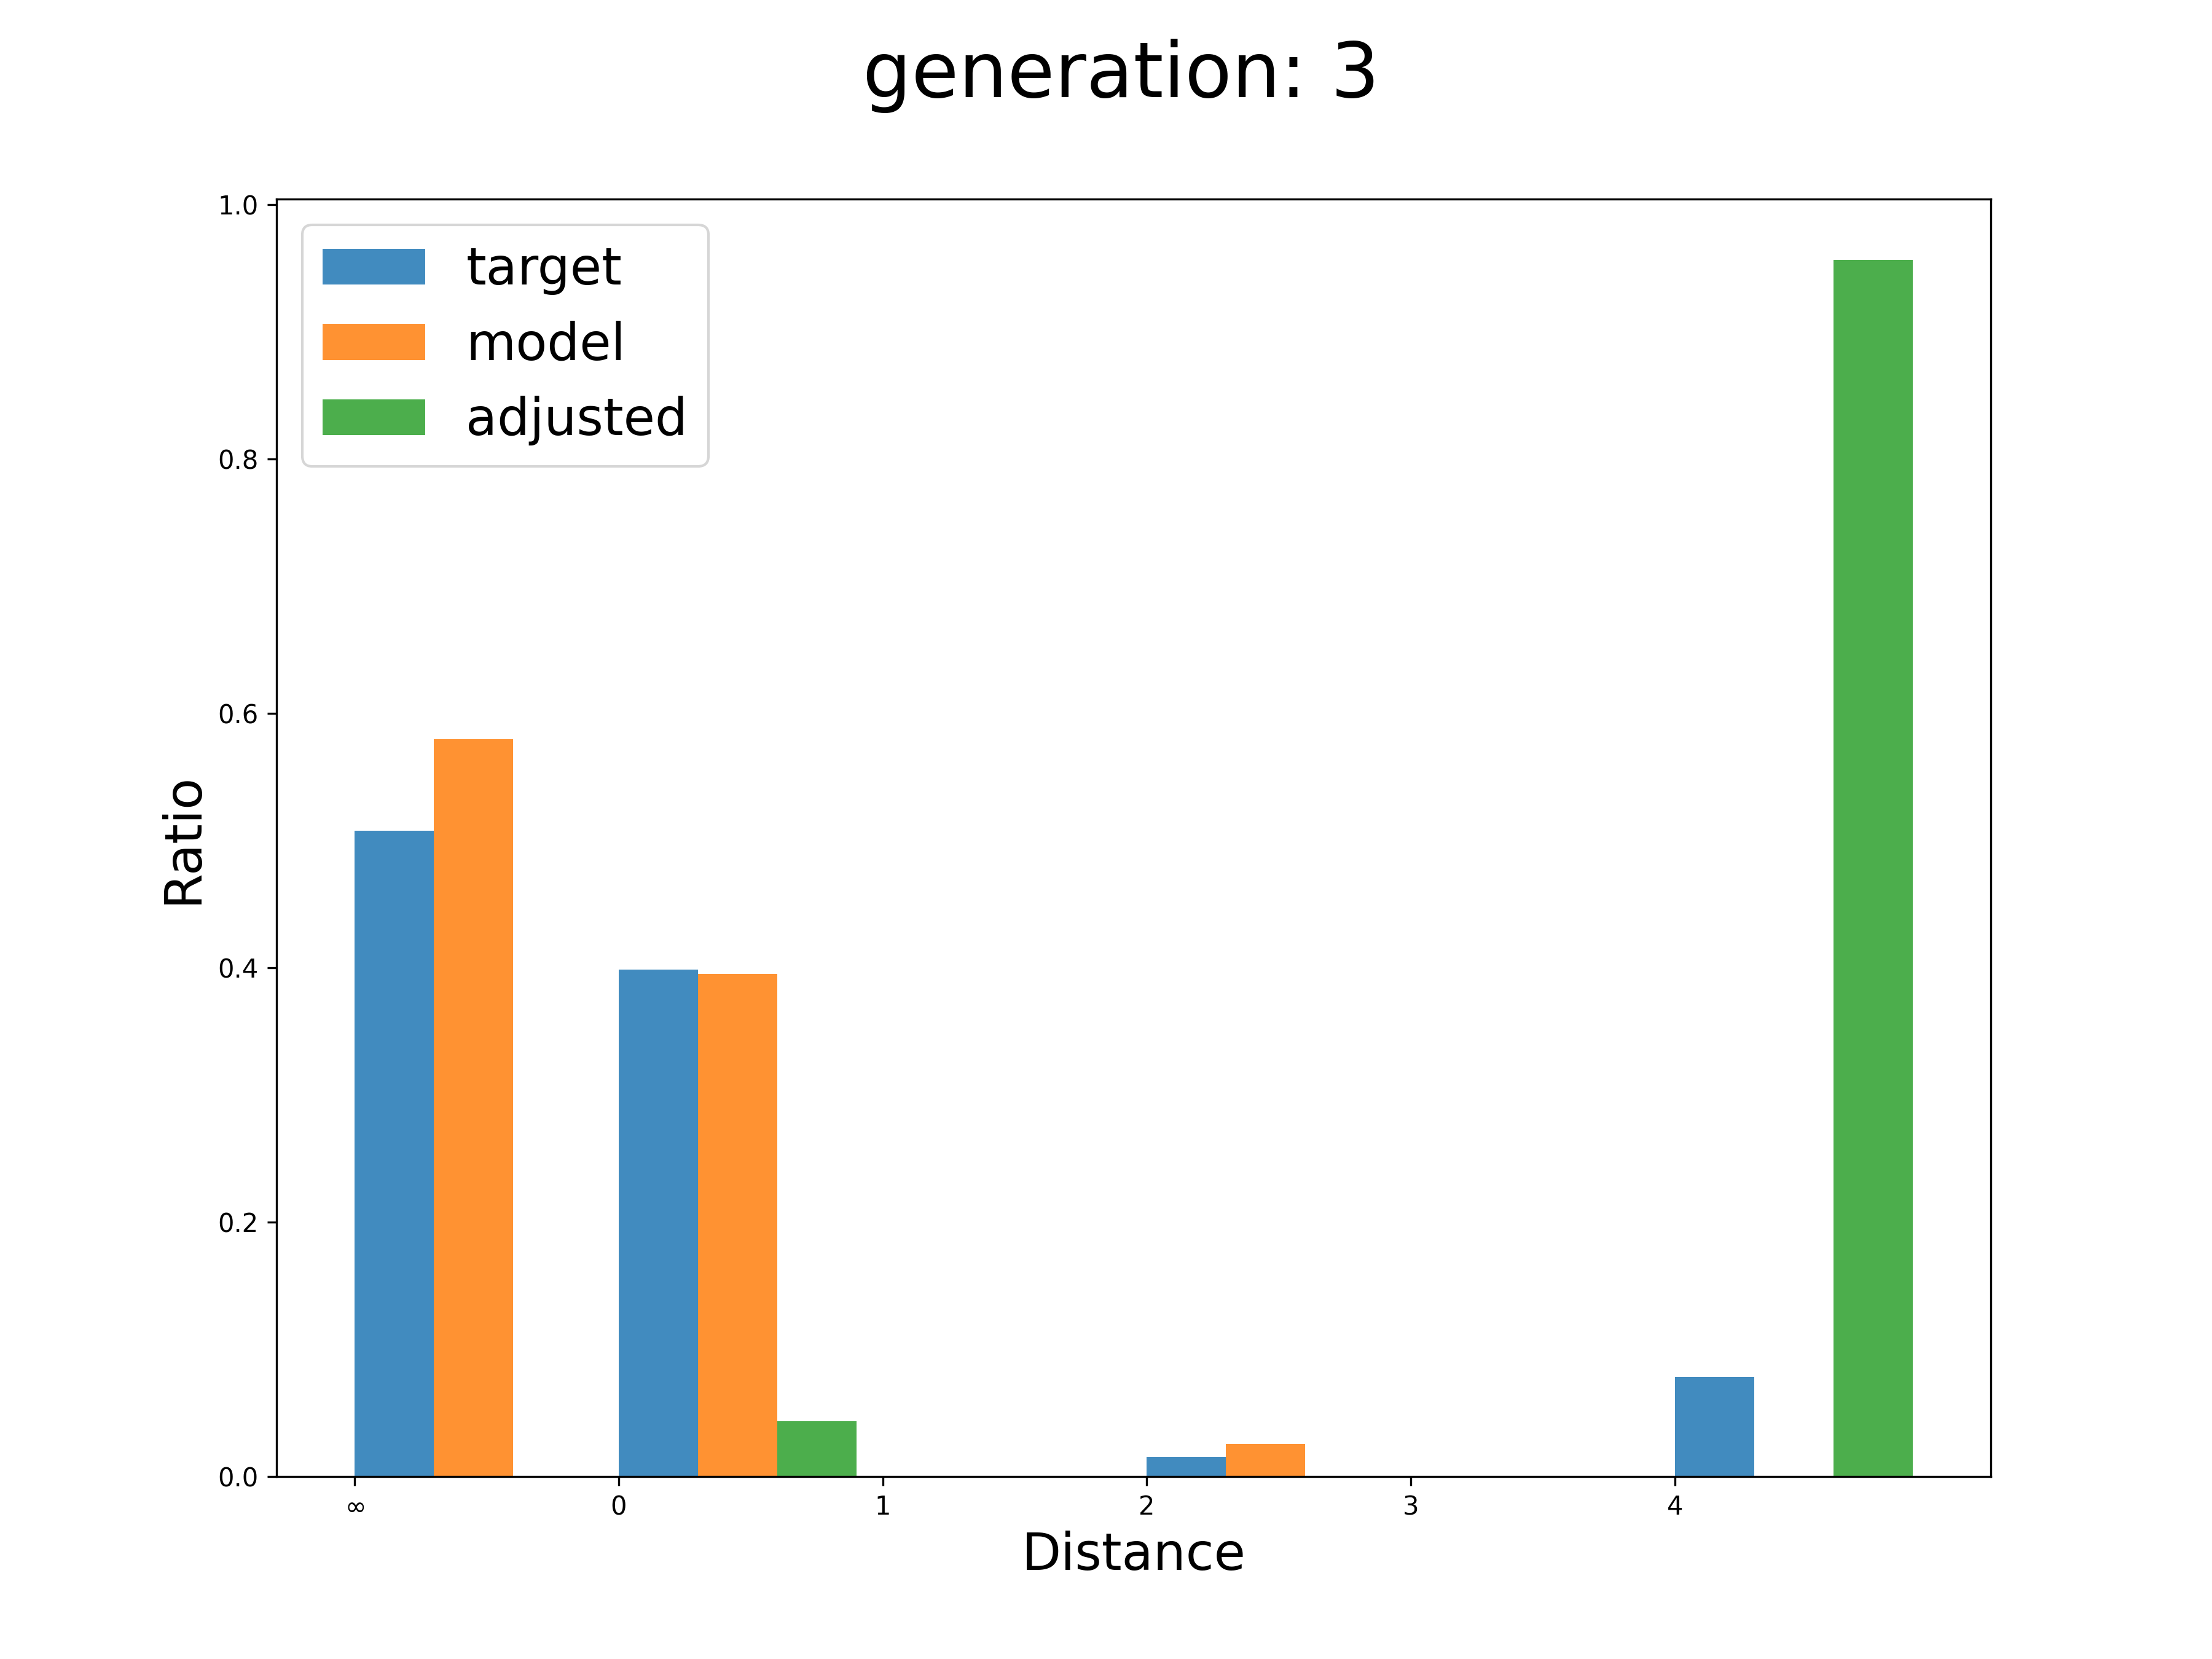 generation: 3
target
model
adjusted
1.0
0.8
0.6
0.4
0.2
0.0
Ratio
∞ 0 1 2 3 4
Distance